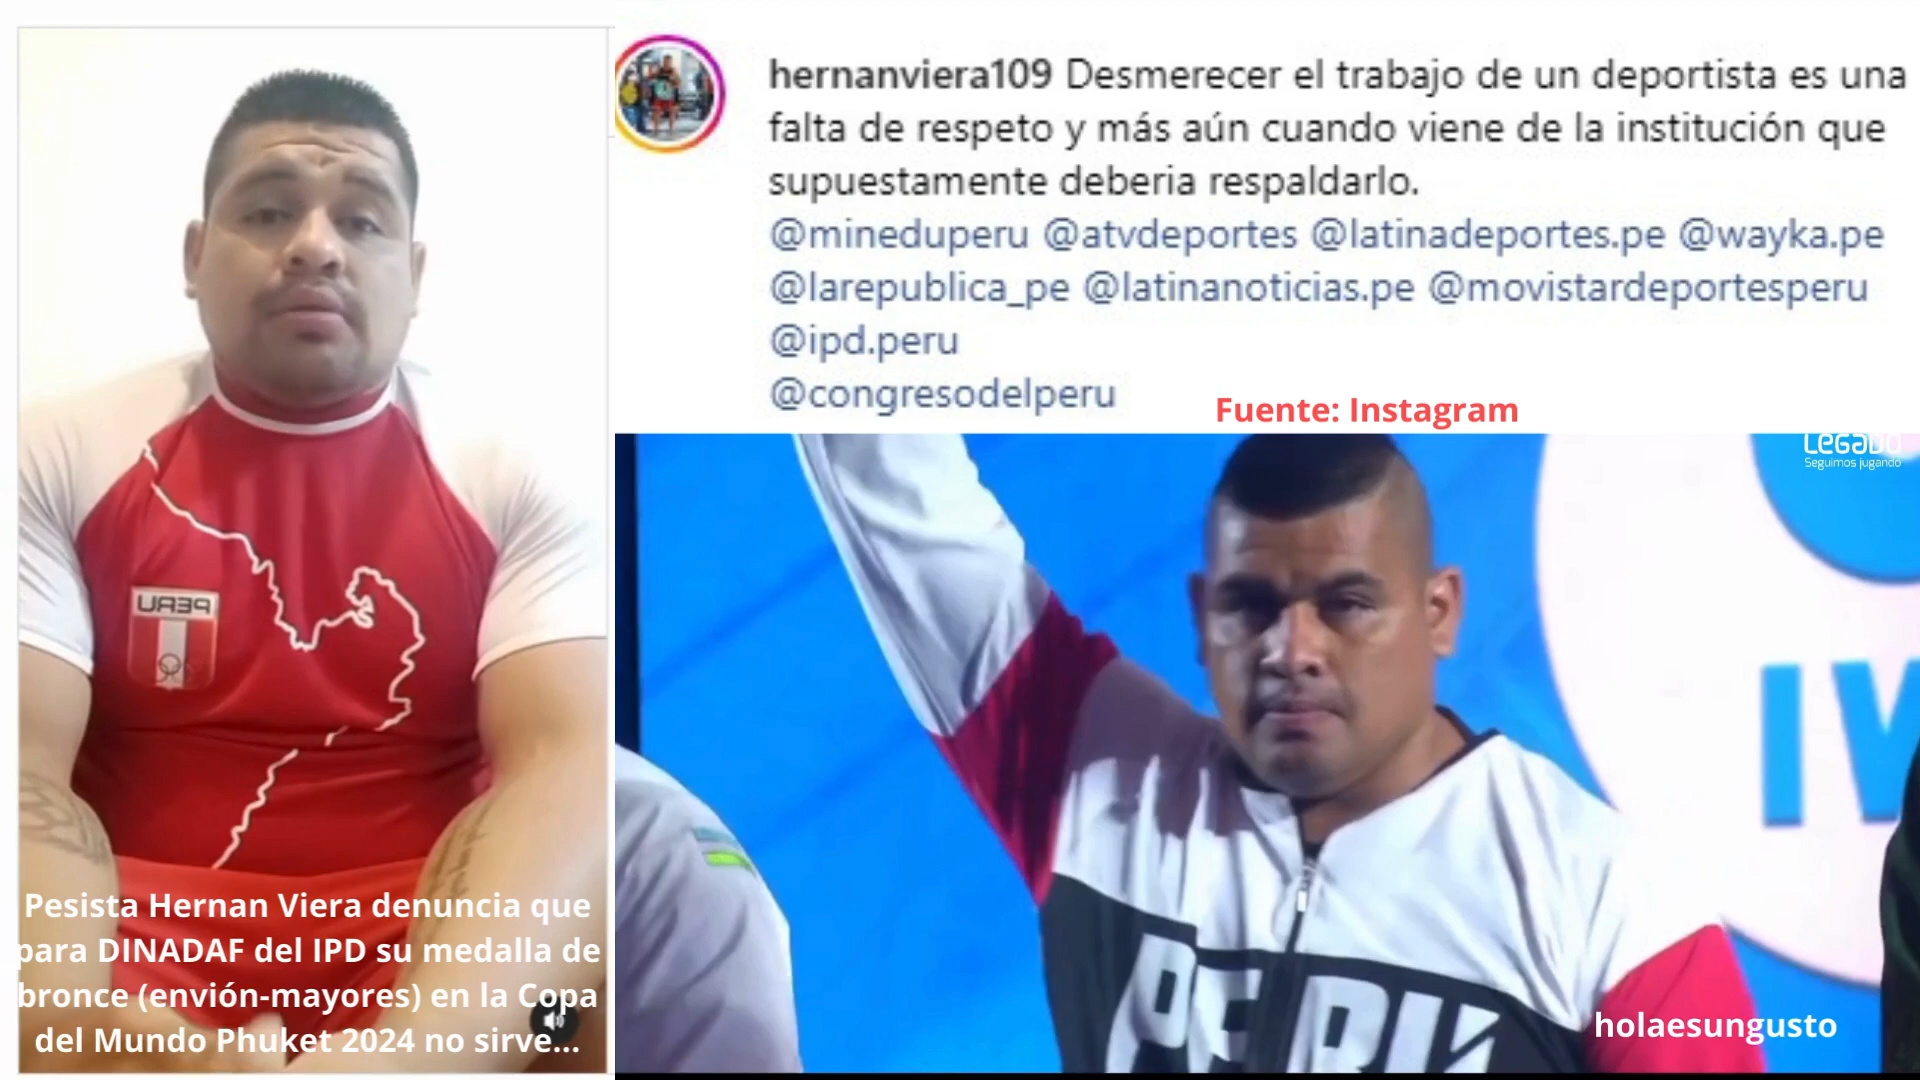 hernanviera109 Desmerecer el trabajo de un deportista es una
falta de respeto y más aún cuando viene de la institución que
supuestamente deberia respaldarlo.
@mineduperu @atvdeportes @latinadeportes.pe @wayka.pe
@larepublica_pe @latinanoticias.pe @movistardeportesperu
@ipd.peru
@congresodelperu
Fuente: Instagram
PERU
Pesista Hernan Viera denuncia que
para DINADAF del IPD su medalla de
bronce (envión-mayores) en la Copa
del Mundo Phuket 2024 no sirve...
Legado
Seguimos jugando
IW
PERÚ
holaesungusto